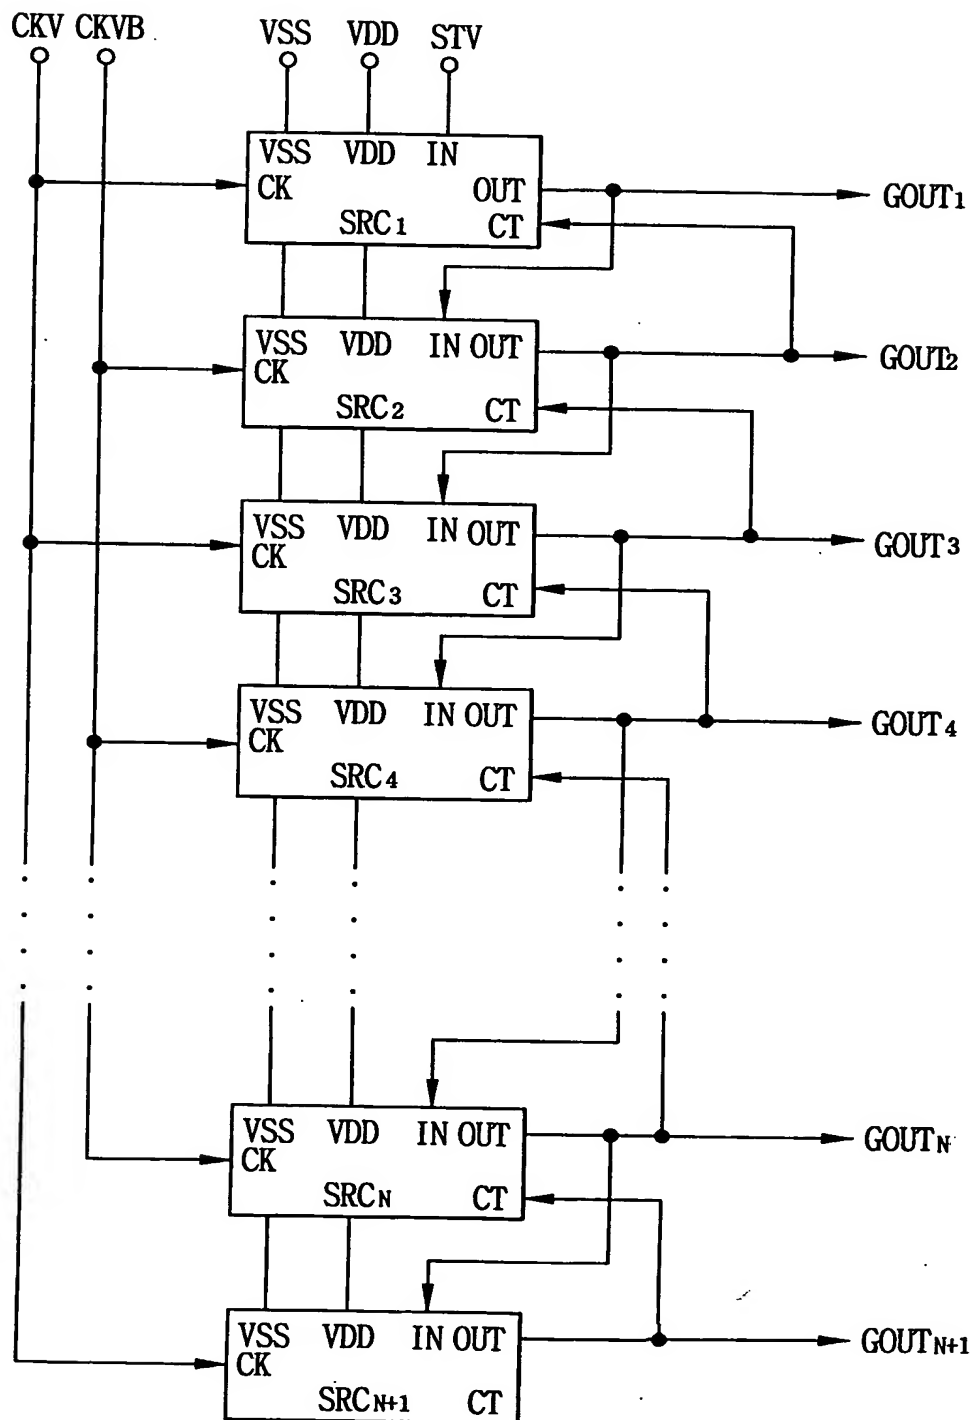 CKV CKVB VSS VDD STV
VSS VDD IN
CK OUT GOUT1
SRC1 CT
VSS VDD IN OUT GOUT2
CK
SRC2 CT
VSS VDD IN OUT GOUT3
CK
SRC3 CT
VSS VDD IN OUT GOUT4
CK
SRC4 CT
VSS VDD IN OUT GOUTN
CK
SRCN CT
VSS VDD IN OUT GOUTN+1
CK
SRCN+1 CT